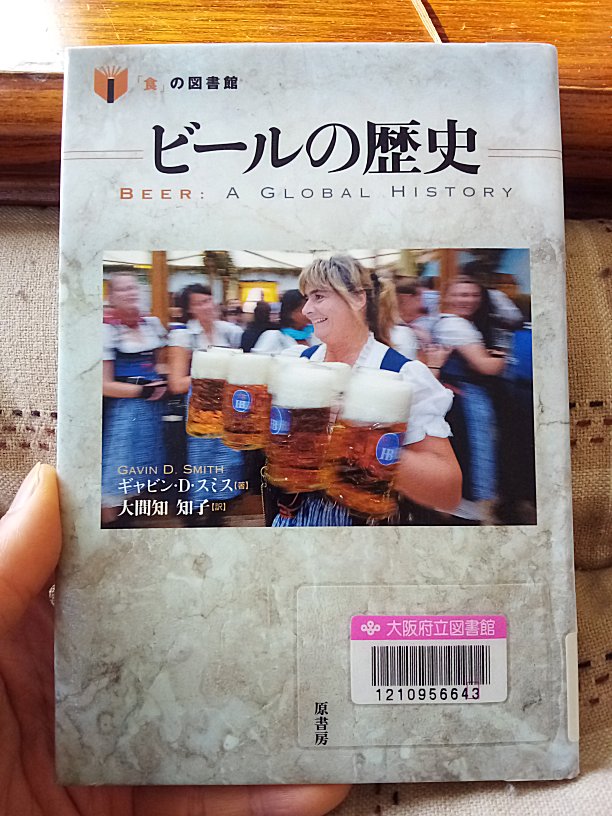 「食」の図書館
ビールの歴史
BEER: A GLOBAL HISTORY
GAVIN D. SMITH
ギャビン・D・スミス【著】
大間知 知子【訳】
HB
HB
大阪府立図書館
1210956643
原書房